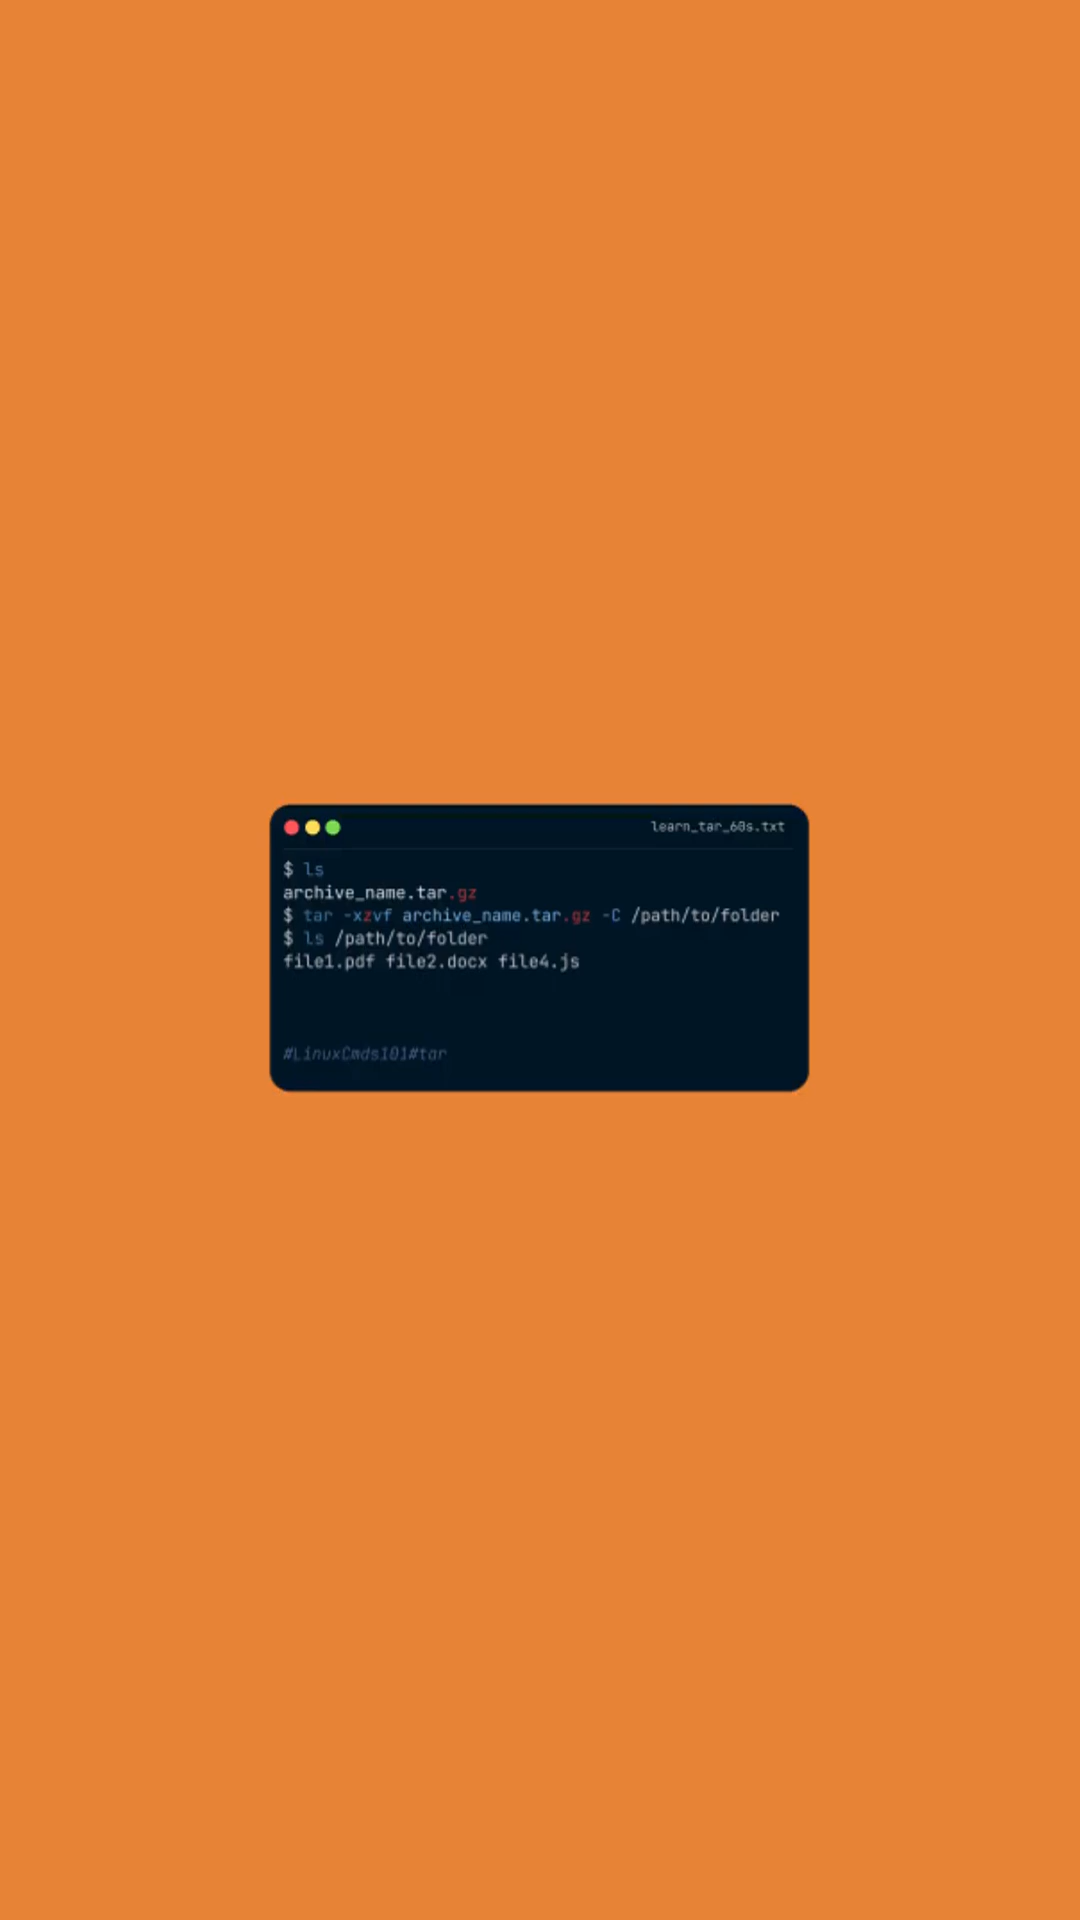 learn_tar_60s.txt
$ ls
archive_name.tar.gz
$ tar -xzvf archive_name.tar.gz -C /path/to/folder
$ ls /path/to/folder
file1.pdf file2.docx file4.js
#LinuxCmds101#tar